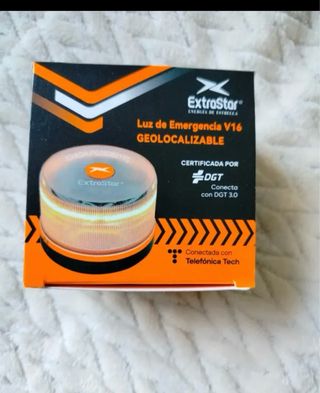 ExtraStar®
ENERGÍA DE ESTRELLA
Luz de Emergencia V16
GEOLOCALIZABLE
CERTIFICADA POR
DGT
Conecta
con DGT 3.0
ExtraStar®
Conectada con
Telefónica Tech